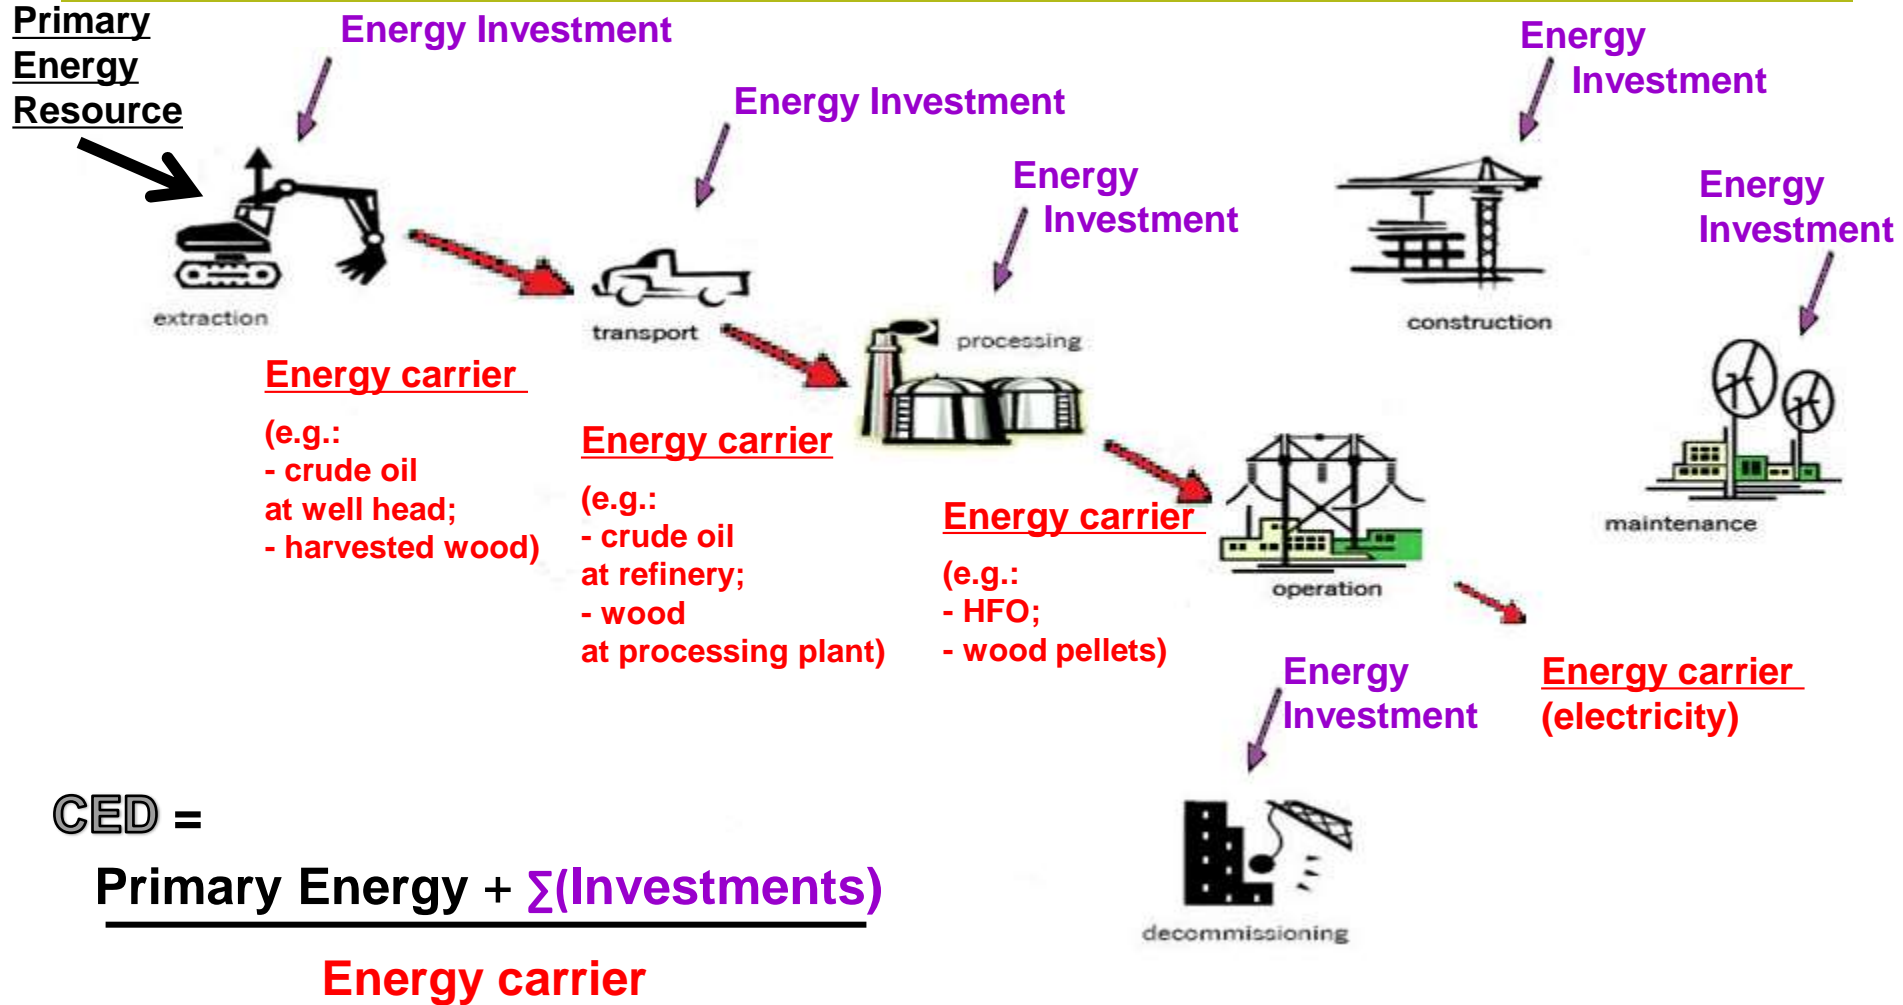 Primary
Energy
Resource
Energy Investment
Energy Investment
Energy
Investment
Energy
Investment
Energy
Investment
extraction
transport
processing
construction
maintenance
operation
Energy carrier
(e.g.:
- crude oil
at well head;
- harvested wood)
Energy carrier
(e.g.:
- crude oil
at refinery;
- wood
at processing plant)
Energy carrier
(e.g.:
- HFO;
- wood pellets)
Energy
Investment
Energy carrier
(electricity)
decommissioning
CED =
Primary Energy + ∑(Investments)
Energy carrier